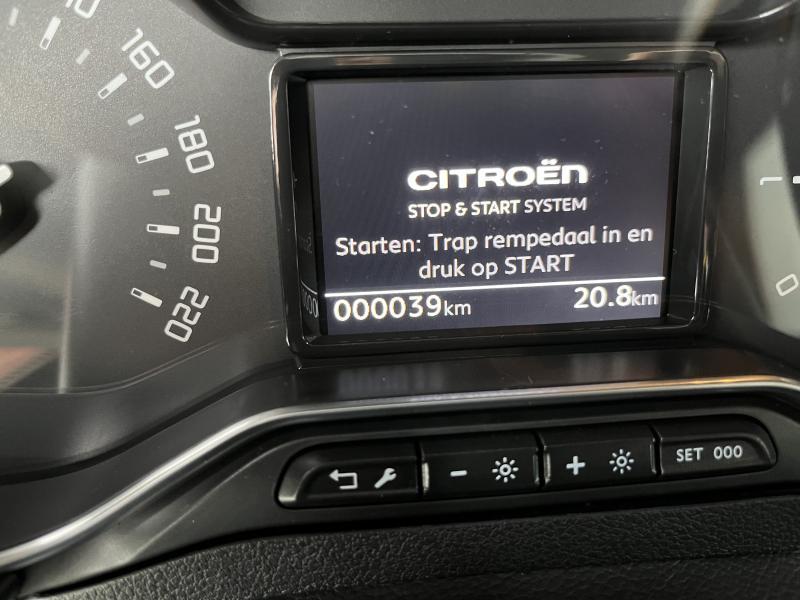 160
180
200
220
CITROËN
STOP & START SYSTEM
Starten: Trap rempedaal in en
druk op START
000039km
20.8km
- +
SET 000
0